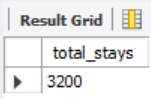 Result Grid
total_stays
3200